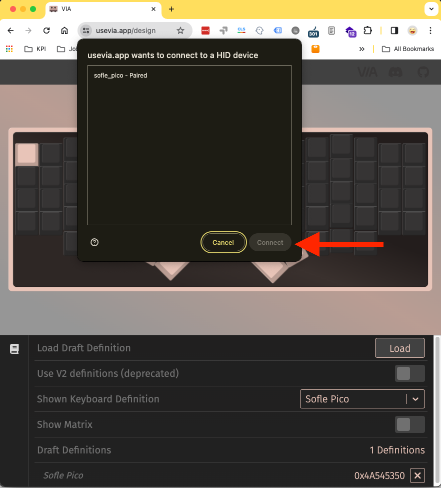 VIA
usevia.app/design
301
12
KPI
All Bookmarks
usevia.app wants to connect to a HID device
sofle_pico - Paired
Cancel
Connect
VIA
Load Draft Definition
Load
Use V2 definitions (deprecated)
Shown Keyboard Definition
Sofle Pico
Show Matrix
Draft Definitions
1 Definitions
Sofle Pico
0x4A545350